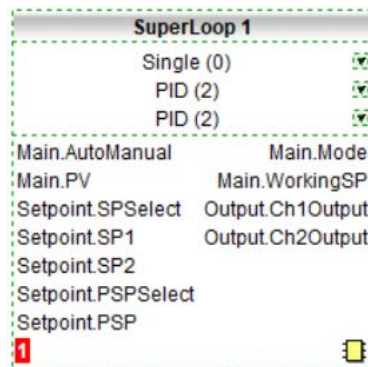 SuperLoop 1
Single (0)
PID (2)
PID (2)
Main.AutoManual Main.Mode
Main.PV Main.WorkingSP
Setpoint.SPSelect Output.Ch1Output
Setpoint.SP1 Output.Ch2Output
Setpoint.SP2
Setpoint.PSPSelect
Setpoint.PSP
1